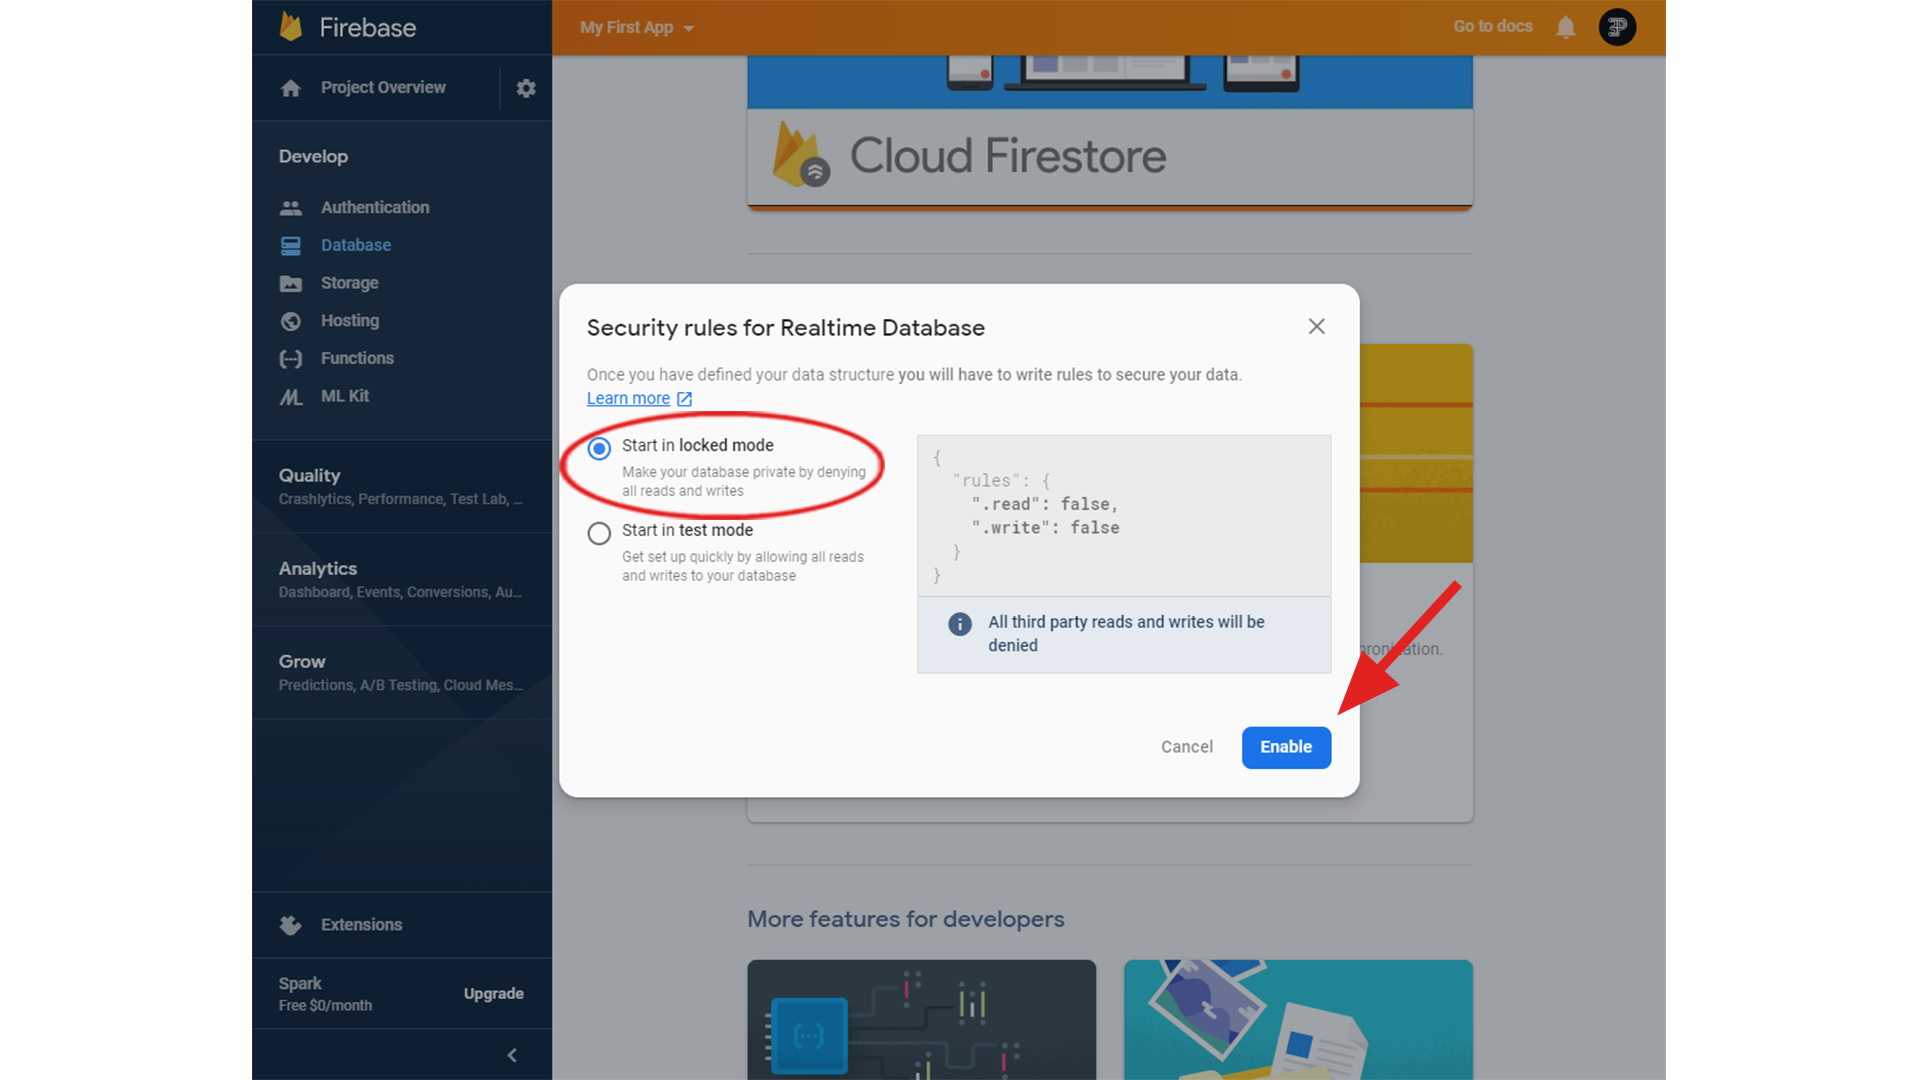 Firebase
My First App
Go to docs
Project Overview
Develop
Authentication
Database
Storage
Hosting
Functions
ML Kit
Quality
Crashlytics, Performance, Test Lab, ...
Analytics
Dashboard, Events, Conversions, Au...
Grow
Predictions, A/B Testing, Cloud Mes...
Extensions
Spark
Free $0/month
Upgrade
Cloud Firestore
Security rules for Realtime Database
Once you have defined your data structure you will have to write rules to secure your data.
Learn more
Start in locked mode
Make your database private by denying
all reads and writes
Start in test mode
Get set up quickly by allowing all reads
and writes to your database
{
"rules": {
".read": false,
".write": false
}
}
All third party reads and writes will be
denied
Cancel
Enable
More features for developers